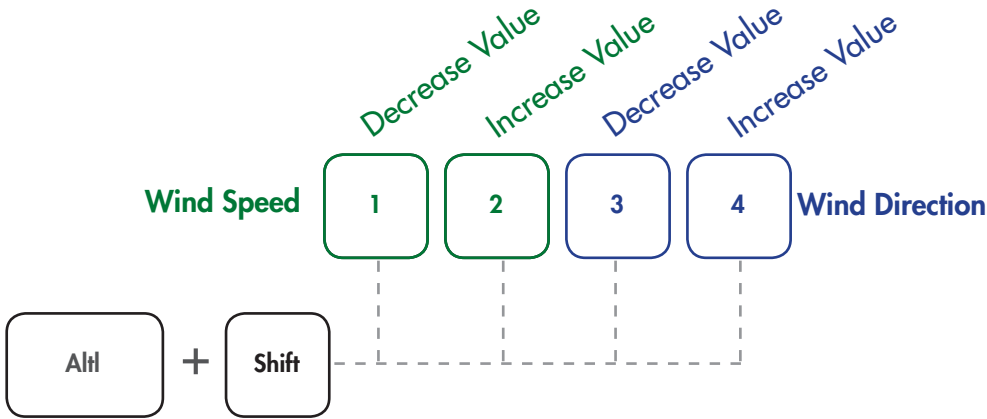 Decrease Value
Increase Value
Decrease Value
Increase Value
Wind Speed 1 2 3 4 Wind Direction
Altl + Shift